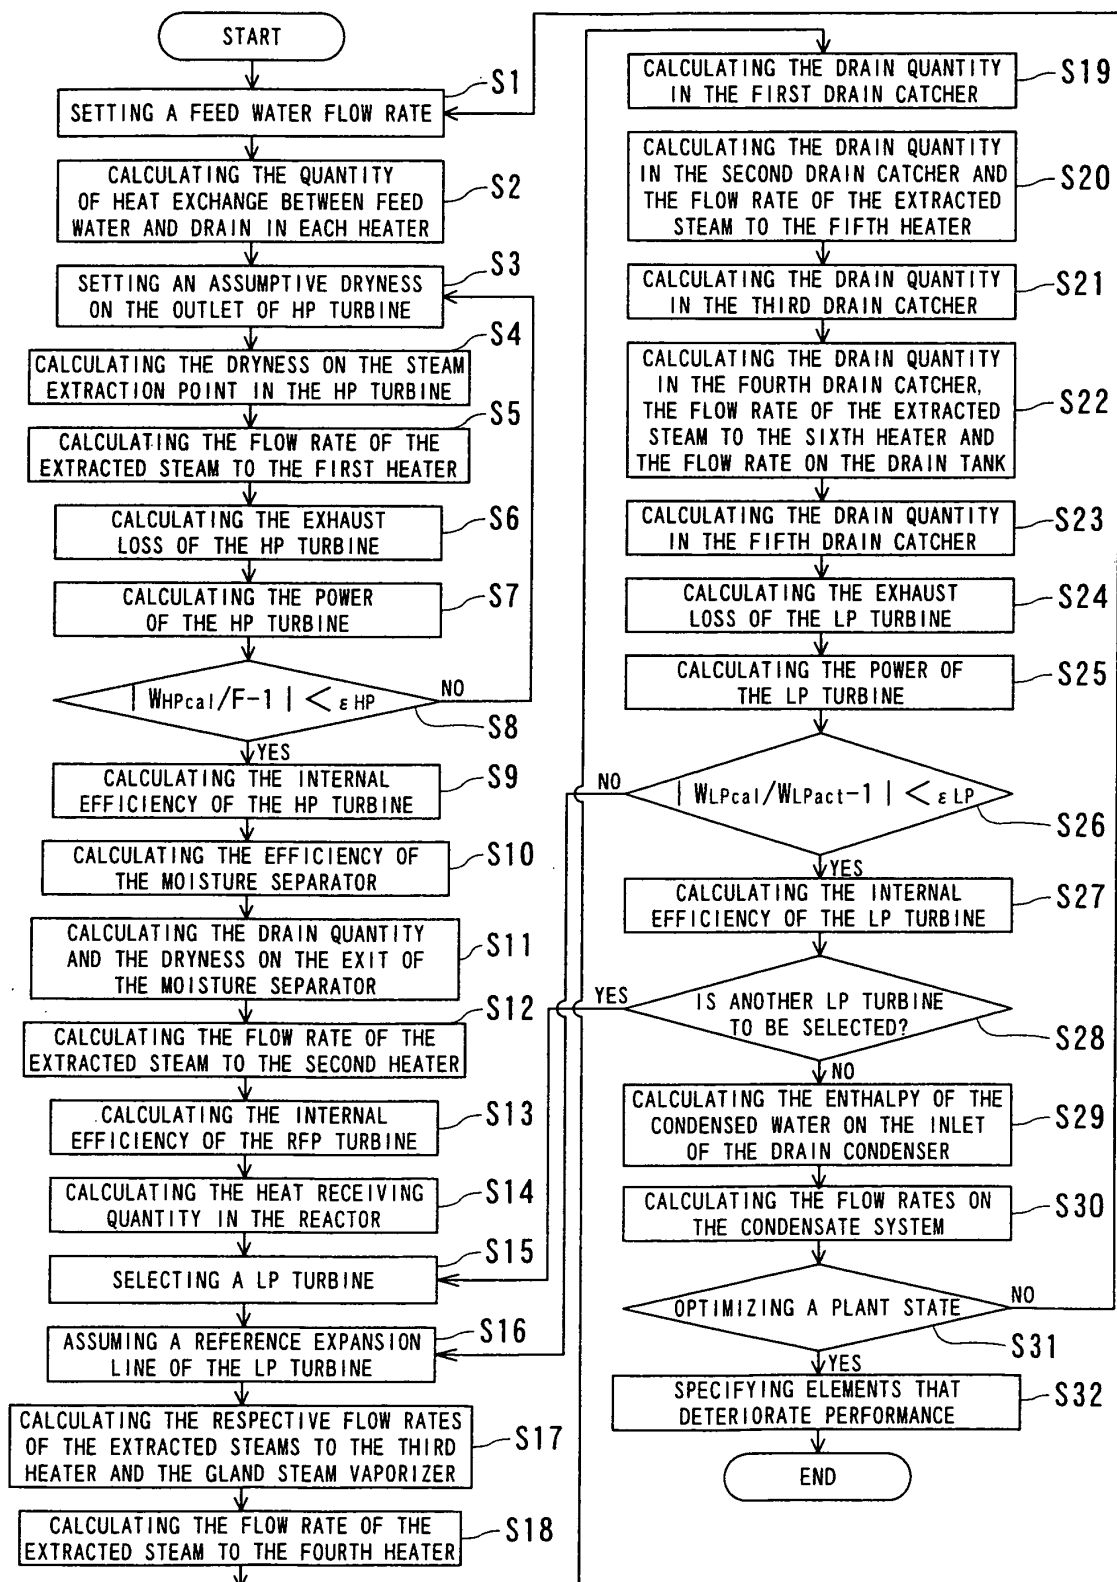 START
S1
SETTING A FEED WATER FLOW RATE
CALCULATING THE QUANTITY
OF HEAT EXCHANGE BETWEEN FEED
WATER AND DRAIN IN EACH HEATER
S2
S3
SETTING AN ASSUMPTIVE DRYNESS
ON THE OUTLET OF HP TURBINE
S4
CALCULATING THE DRYNESS ON THE STEAM
EXTRACTION POINT IN THE HP TURBINE
S5
CALCULATING THE FLOW RATE OF THE
EXTRACTED STEAM TO THE FIRST HEATER
CALCULATING THE EXHAUST
LOSS OF THE HP TURBINE
S6
CALCULATING THE POWER
OF THE HP TURBINE
S7
| WHPcal/F-1 | < εHP
NO
S8
YES
CALCULATING THE INTERNAL
EFFICIENCY OF THE HP TURBINE
S9
CALCULATING THE EFFICIENCY OF
THE MOISTURE SEPARATOR
S10
CALCULATING THE DRAIN QUANTITY
AND THE DRYNESS ON THE EXIT OF
THE MOISTURE SEPARATOR
S11
S12
CALCULATING THE FLOW RATE OF THE
EXTRACTED STEAM TO THE SECOND HEATER
CALCULATING THE INTERNAL
EFFICIENCY OF THE RFP TURBINE
S13
CALCULATING THE HEAT RECEIVING
QUANTITY IN THE REACTOR
S14
S15
SELECTING A LP TURBINE
S16
ASSUMING A REFERENCE EXPANSION
LINE OF THE LP TURBINE
CALCULATING THE RESPECTIVE FLOW RATES
OF THE EXTRACTED STEAMS TO THE THIRD
HEATER AND THE GLAND STEAM VAPORIZER
S17
CALCULATING THE FLOW RATE OF THE
EXTRACTED STEAM TO THE FOURTH HEATER
S18
CALCULATING THE DRAIN QUANTITY
IN THE FIRST DRAIN CATCHER
S19
CALCULATING THE DRAIN QUANTITY
IN THE SECOND DRAIN CATCHER AND
THE FLOW RATE OF THE EXTRACTED
STEAM TO THE FIFTH HEATER
S20
CALCULATING THE DRAIN QUANTITY
IN THE THIRD DRAIN CATCHER
S21
CALCULATING THE DRAIN QUANTITY
IN THE FOURTH DRAIN CATCHER,
THE FLOW RATE OF THE EXTRACTED
STEAM TO THE SIXTH HEATER AND
THE FLOW RATE ON THE DRAIN TANK
S22
CALCULATING THE DRAIN QUANTITY
IN THE FIFTH DRAIN CATCHER
S23
CALCULATING THE EXHAUST
LOSS OF THE LP TURBINE
S24
CALCULATING THE POWER OF
THE LP TURBINE
S25
NO
| WLPcal/WLPact-1 | < εLP
S26
YES
CALCULATING THE INTERNAL
EFFICIENCY OF THE LP TURBINE
S27
YES
IS ANOTHER LP TURBINE
TO BE SELECTED?
S28
NO
CALCULATING THE ENTHALPY OF THE
CONDENSED WATER ON THE INLET
OF THE DRAIN CONDENSER
S29
CALCULATING THE FLOW RATES ON
THE CONDENSATE SYSTEM
S30
OPTIMIZING A PLANT STATE
NO
S31
YES
SPECIFYING ELEMENTS THAT
DETERIORATE PERFORMANCE
S32
END